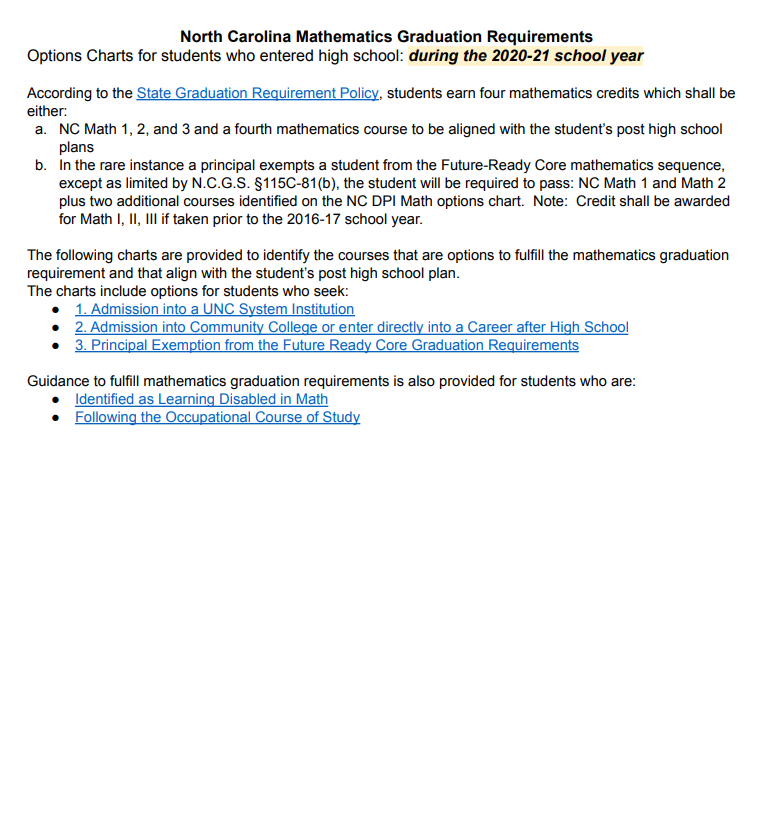 North Carolina Mathematics Graduation Requirements
Options Charts for students who entered high school: during the 2020-21 school year
According to the State Graduation Requirement Policy, students earn four mathematics credits which shall be
either:
a. NC Math 1, 2, and 3 and a fourth mathematics course to be aligned with the student's post high school
plans
b. In the rare instance a principal exempts a student from the Future-Ready Core mathematics sequence,
except as limited by N.C.G.S. §115C-81(b), the student will be required to pass: NC Math 1 and Math 2
plus two additional courses identified on the NC DPI Math options chart. Note: Credit shall be awarded
for Math I, II, III if taken prior to the 2016-17 school year.
The following charts are provided to identify the courses that are options to fulfill the mathematics graduation
requirement and that align with the student's post high school plan.
The charts include options for students who seek:
● 1. Admission into a UNC System Institution
● 2. Admission into Community College or enter directly into a Career after High School
● 3. Principal Exemption from the Future Ready Core Graduation Requirements
Guidance to fulfill mathematics graduation requirements is also provided for students who are:
● Identified as Learning Disabled in Math
● Following the Occupational Course of Study